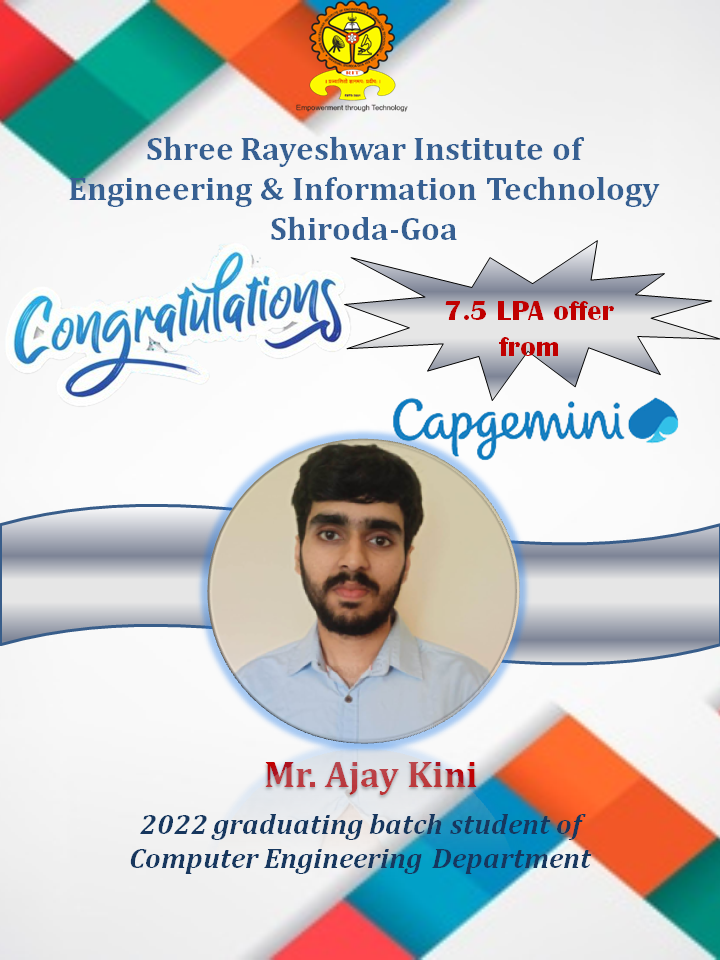 Empowerment through Technology
Shree Rayeshwar Institute of
Engineering & Information Technology
Shiroda-Goa
Congratulations
7.5 LPA offer
from
Capgemini
Mr. Ajay Kini
2022 graduating batch student of
Computer Engineering Department